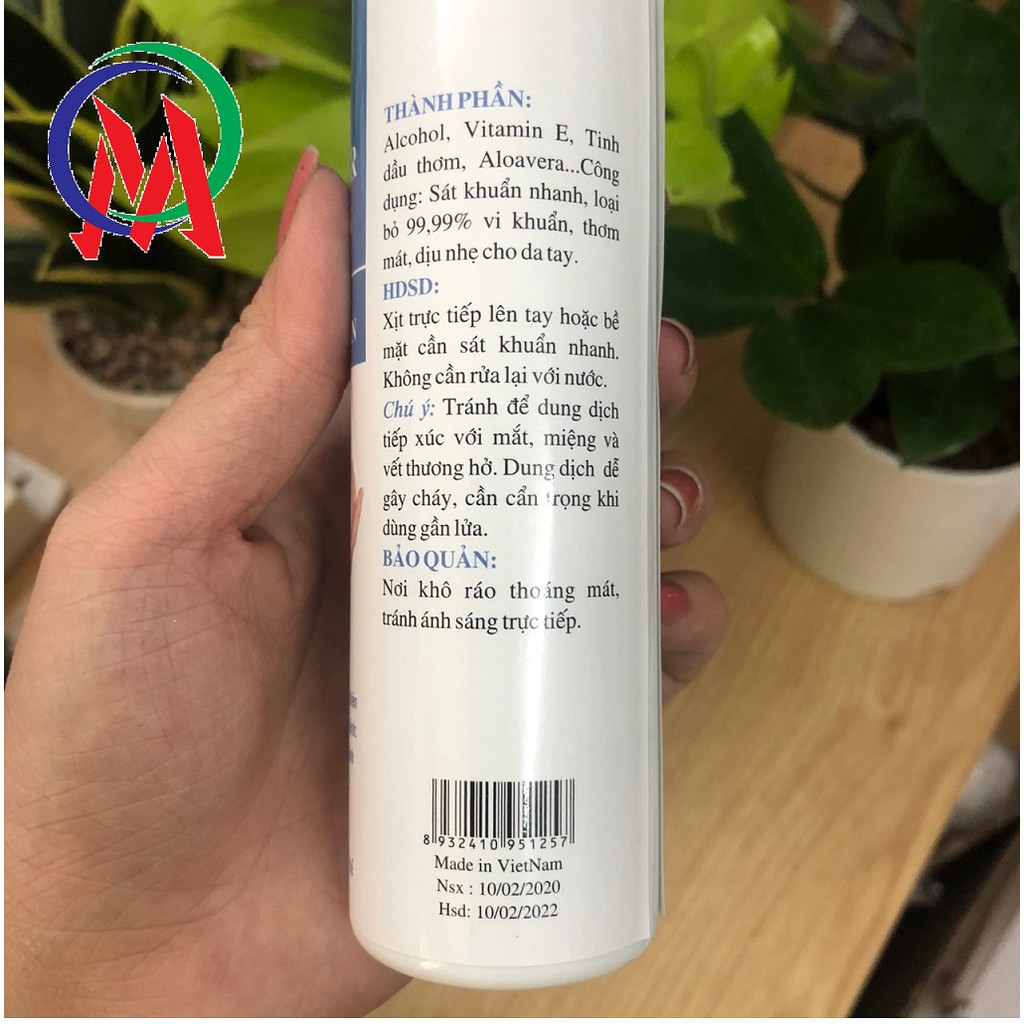 THÀNH PHẦN:
Alcohol, Vitamin E, Tinh
dầu thơm, Aloavera...Công
dụng: Sát khuẩn nhanh, loại
bỏ 99,99% vi khuẩn, thơm
mát, dịu nhẹ cho da tay.
HDSD:
Xịt trực tiếp lên tay hoặc bề
mặt cần sát khuẩn nhanh.
Không cần rửa lại với nước.
Chú ý: Tránh để dung dịch
tiếp xúc với mắt, miệng và
vết thương hở. Dung dịch dễ
gây cháy, cần cẩn trọng khi
dùng gần lửa.
BẢO QUẢN:
Nơi khô ráo thoáng mát,
tránh ánh sáng trực tiếp.
8 932410 951257
Made in VietNam
Nsx : 10/02/2020
Hsd: 10/02/2022